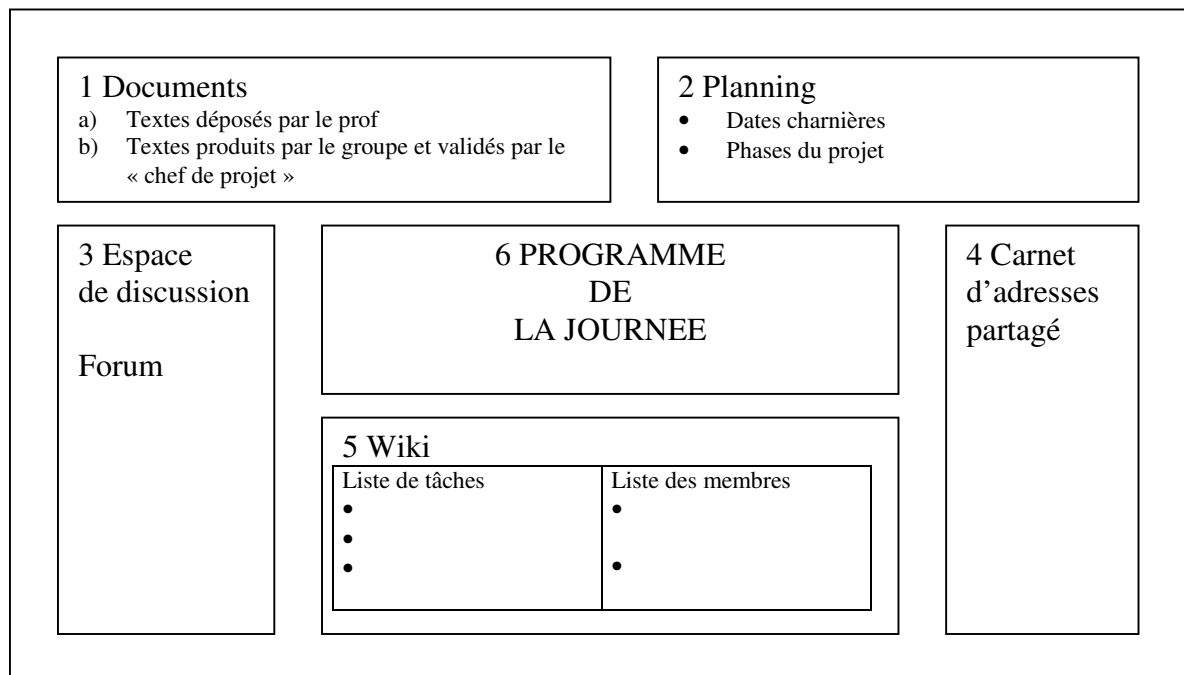 1 Documents
a) Textes déposés par le prof
b) Textes produits par le groupe et validés par le
« chef de projet »
2 Planning
• Dates charnières
• Phases du projet
3 Espace
de discussion
Forum
6 PROGRAMME
DE
LA JOURNEE
4 Carnet
d’adresses
partagé
5 Wiki
Liste de tâches
•
•
•
Liste des membres
•
•